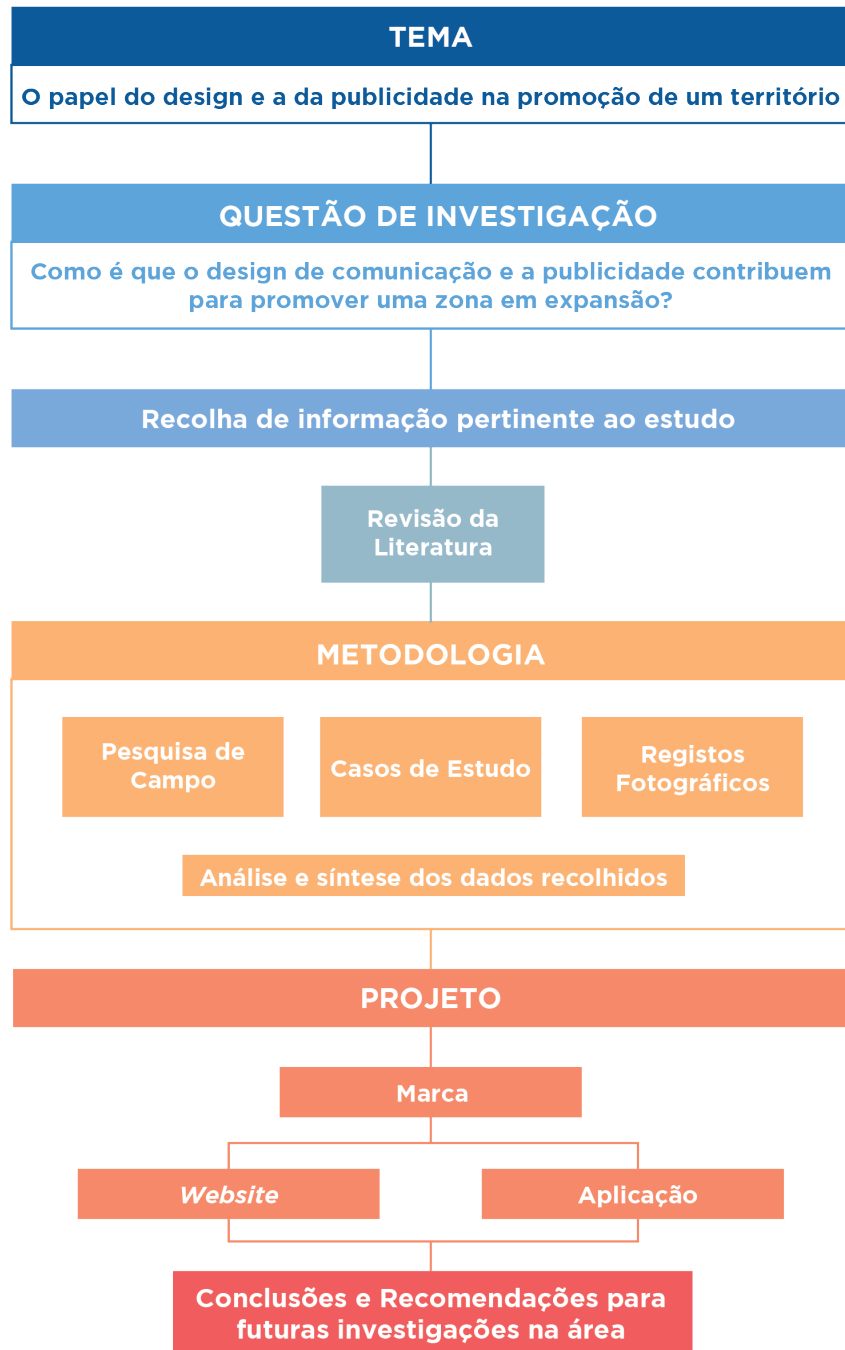 TEMA
O papel do design e a da publicidade na promoção de um território
QUESTÃO DE INVESTIGAÇÃO
Como é que o design de comunicação e a publicidade contribuem
para promover uma zona em expansão?
Recolha de informação pertinente ao estudo
Revisão da
Literatura
METODOLOGIA
Pesquisa de
Campo
Casos de Estudo
Registos
Fotográficos
Análise e síntese dos dados recolhidos
PROJETO
Marca
Website
Aplicação
Conclusões e Recomendações para
futuras investigações na área